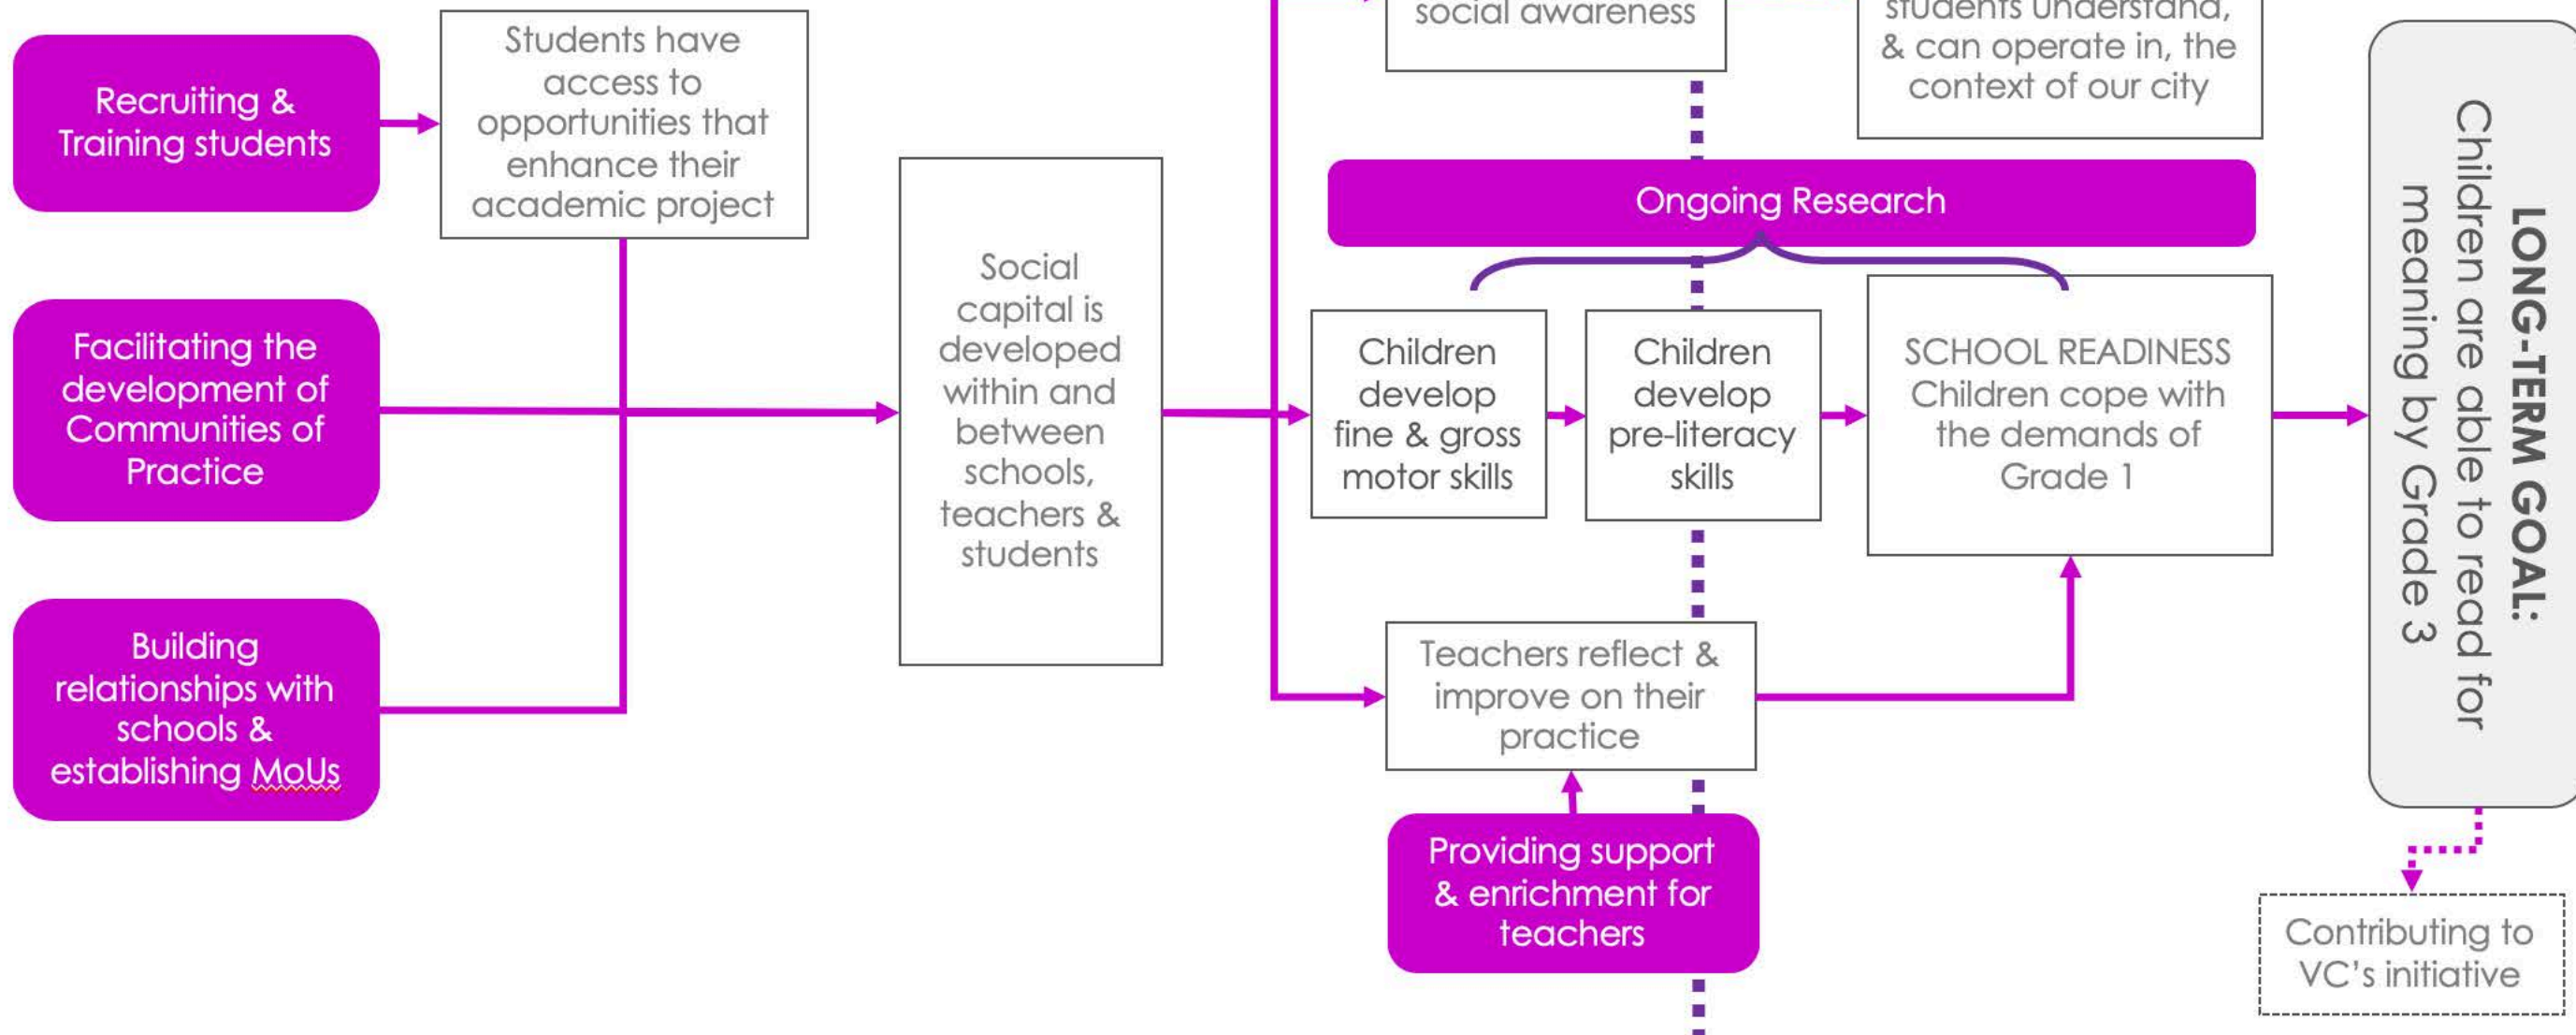 Recruiting &
Training students
Students have
access to
opportunities that
enhance their
academic project
Facilitating the
development of
Communities of
Practice
Building
relationships with
schools &
establishing MoUs
Social
capital is
developed
within and
between
schools,
teachers &
students
social awareness
students understand,
& can operate in, the
context of our city
Ongoing Research
Children
develop
fine & gross
motor skills
Children
develop
pre-literacy
skills
SCHOOL READINESS
Children cope with
the demands of
Grade 1
Teachers reflect &
improve on their
practice
Providing support
& enrichment for
teachers
LONG-TERM GOAL:
Children are able to read for
meaning by Grade 3
Contributing to
VC's initiative